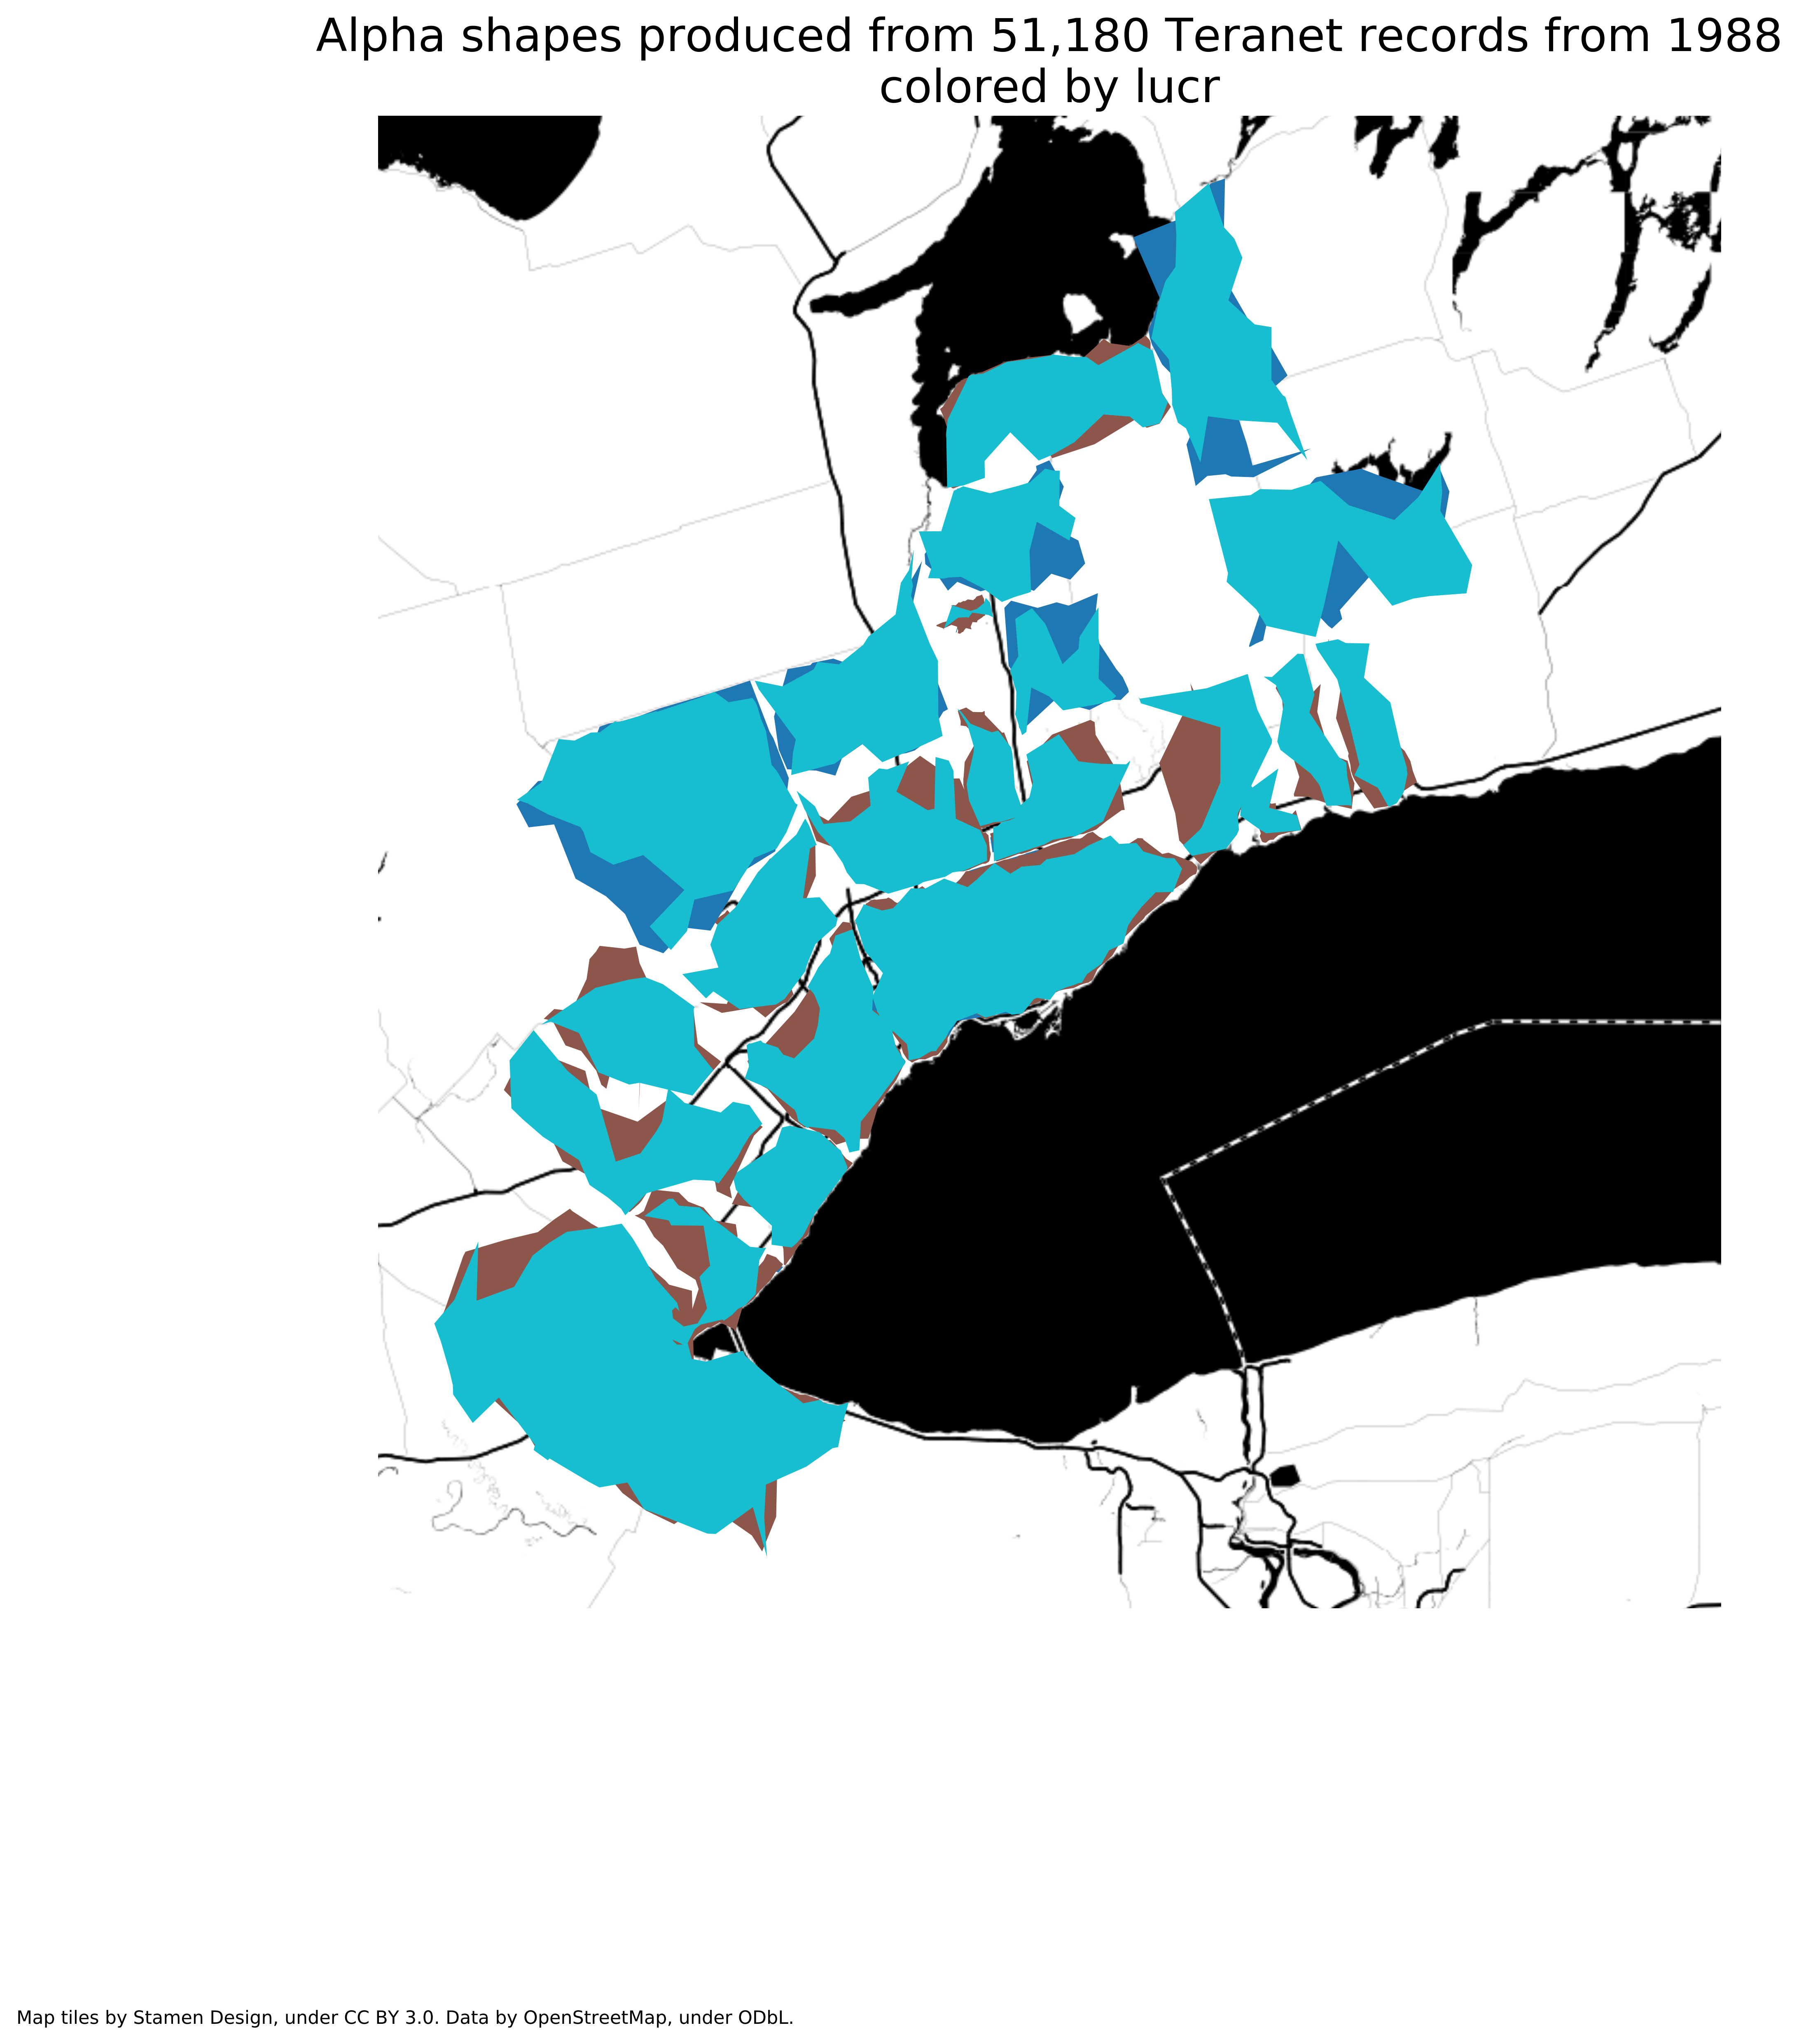 Alpha shapes produced from 51,180 Teranet records from 1988
colored by lucr
Map tiles by Stamen Design, under CC BY 3.0. Data by OpenStreetMap, under ODbL.